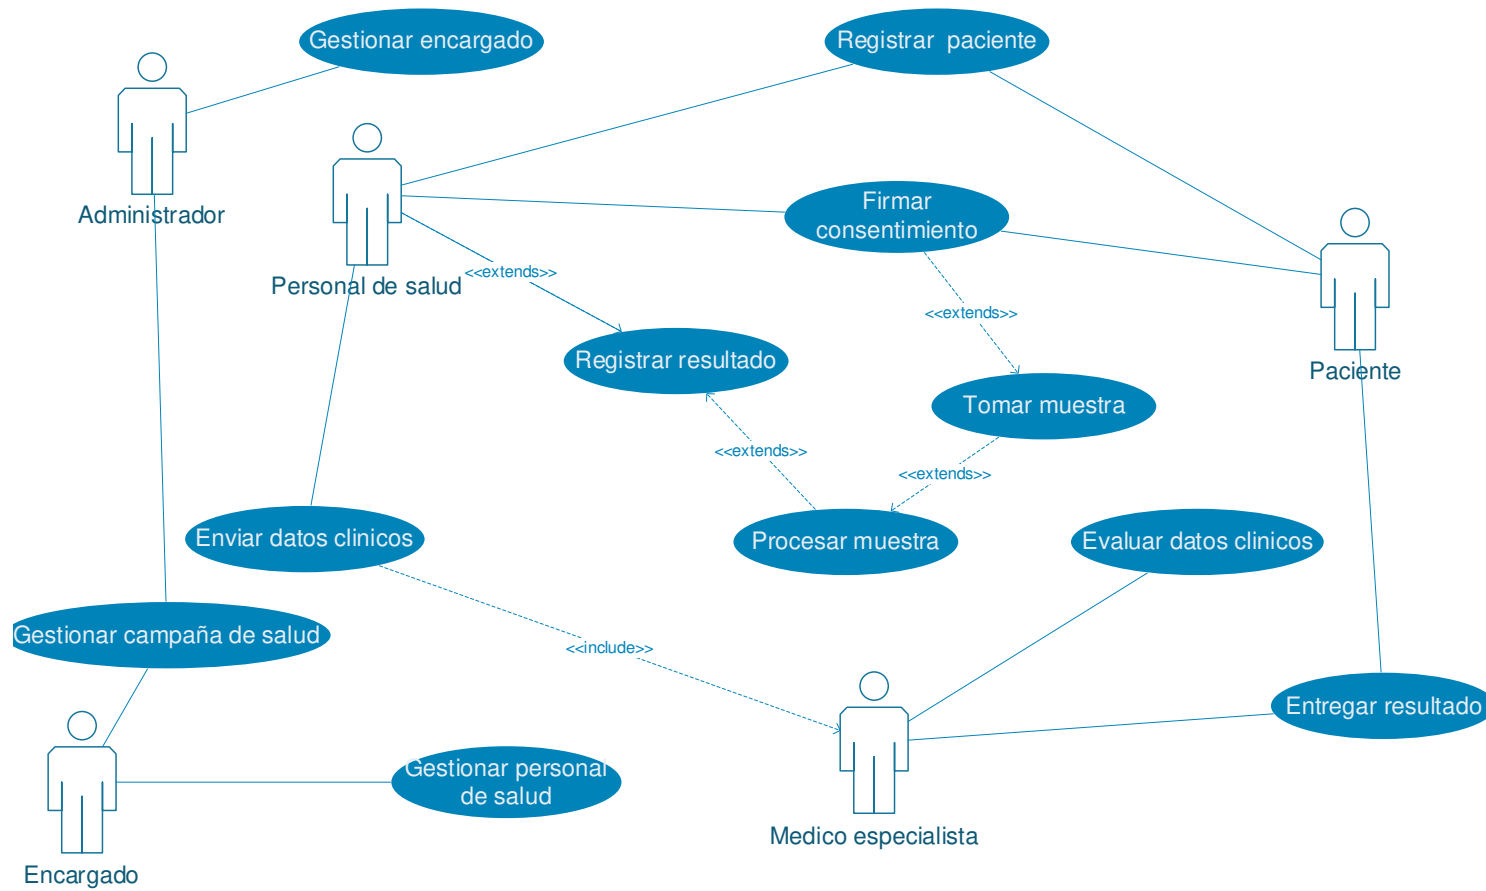 Gestionar encargado
Registrar  paciente
Administrador
Firmar
consentimiento
Personal de salud
<<extends>>
<<extends>>
Registrar resultado
Paciente
Tomar muestra
<<extends>>
<<extends>>
Enviar datos clinicos
Procesar muestra
Evaluar datos clinicos
Gestionar campaña de salud
<<include>>
Entregar resultado
Gestionar personal
de salud
Medico especialista
Encargado